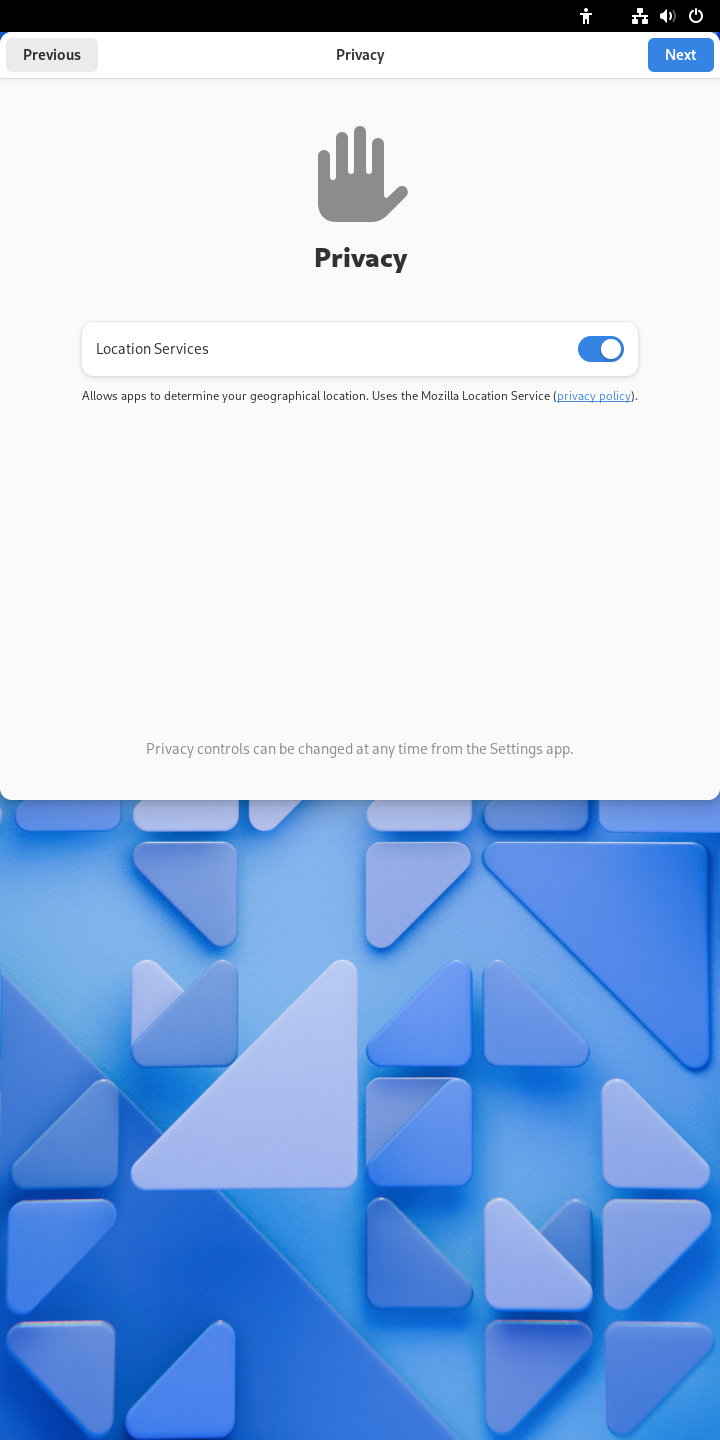 Previous
Privacy
Next
Privacy
Location Services
Allows apps to determine your geographical location. Uses the Mozilla Location Service (privacy policy).
Privacy controls can be changed at any time from the Settings app.